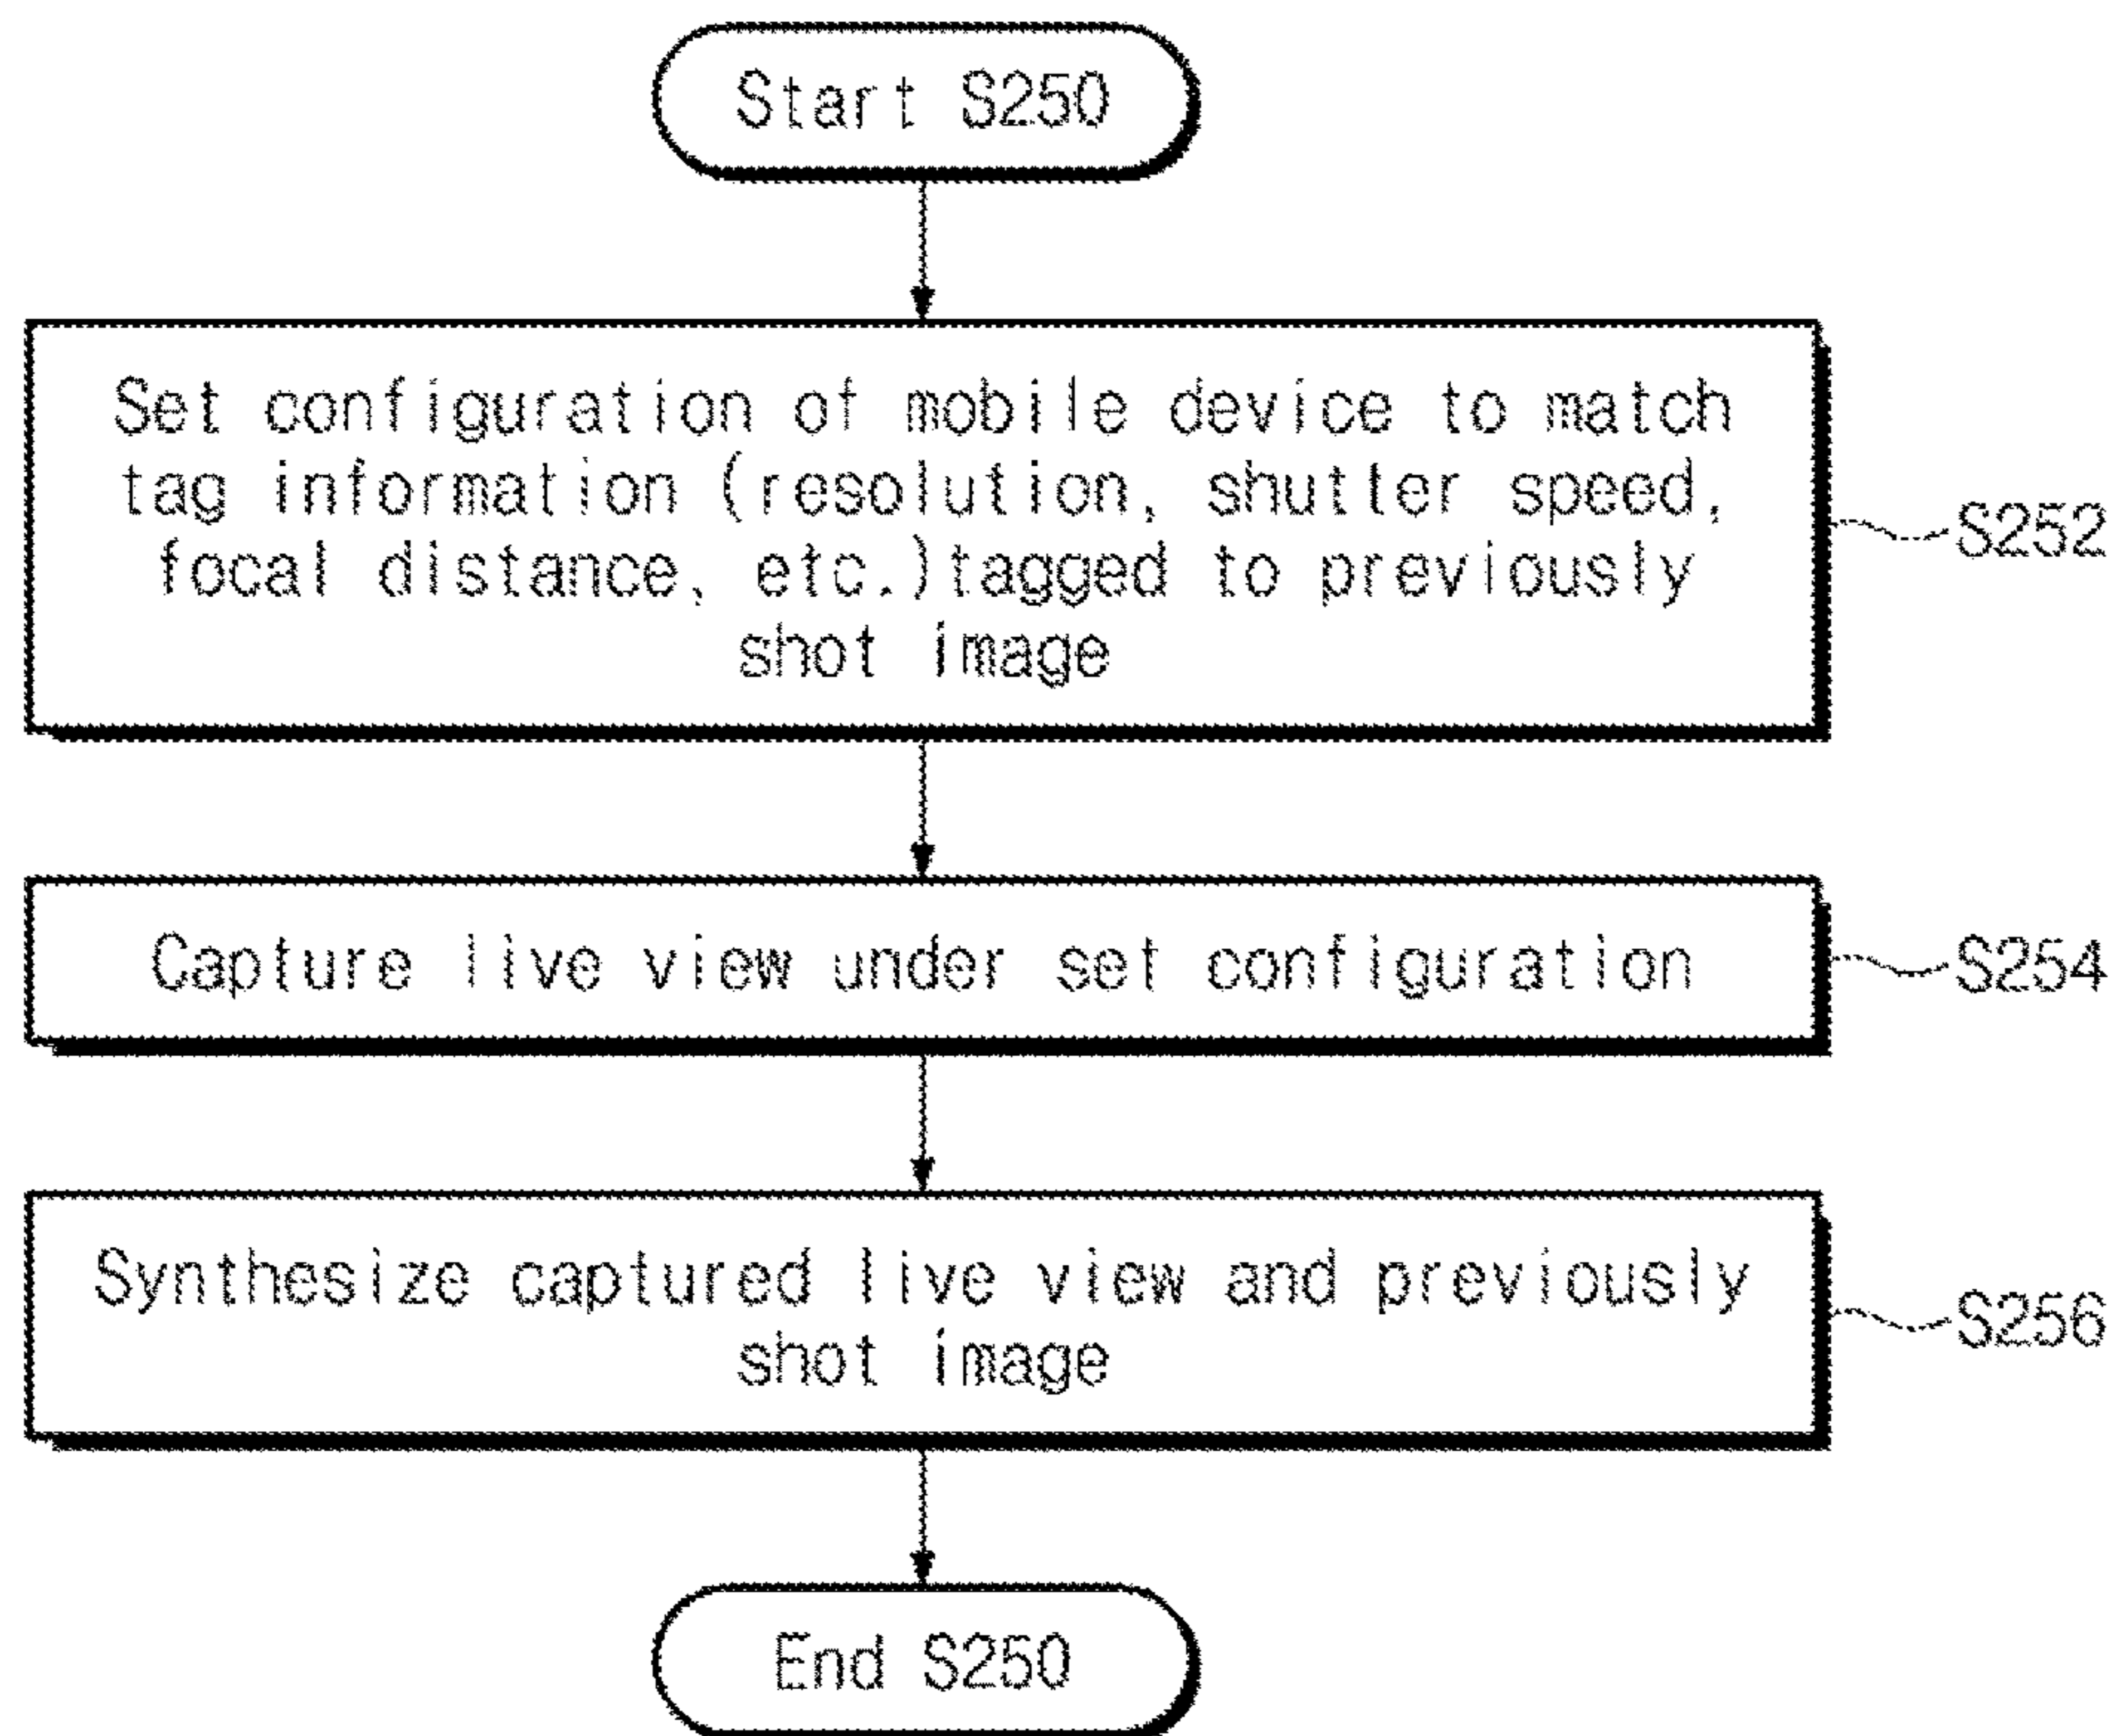 Start S250
Set configuration of mobile device to match
tag information (resolution, shutter speed,
focal distance, etc.)tagged to previously
shot image
S252
Capture live view under set configuration
S254
Synthesize captured live view and previously
shot image
S256
End S250